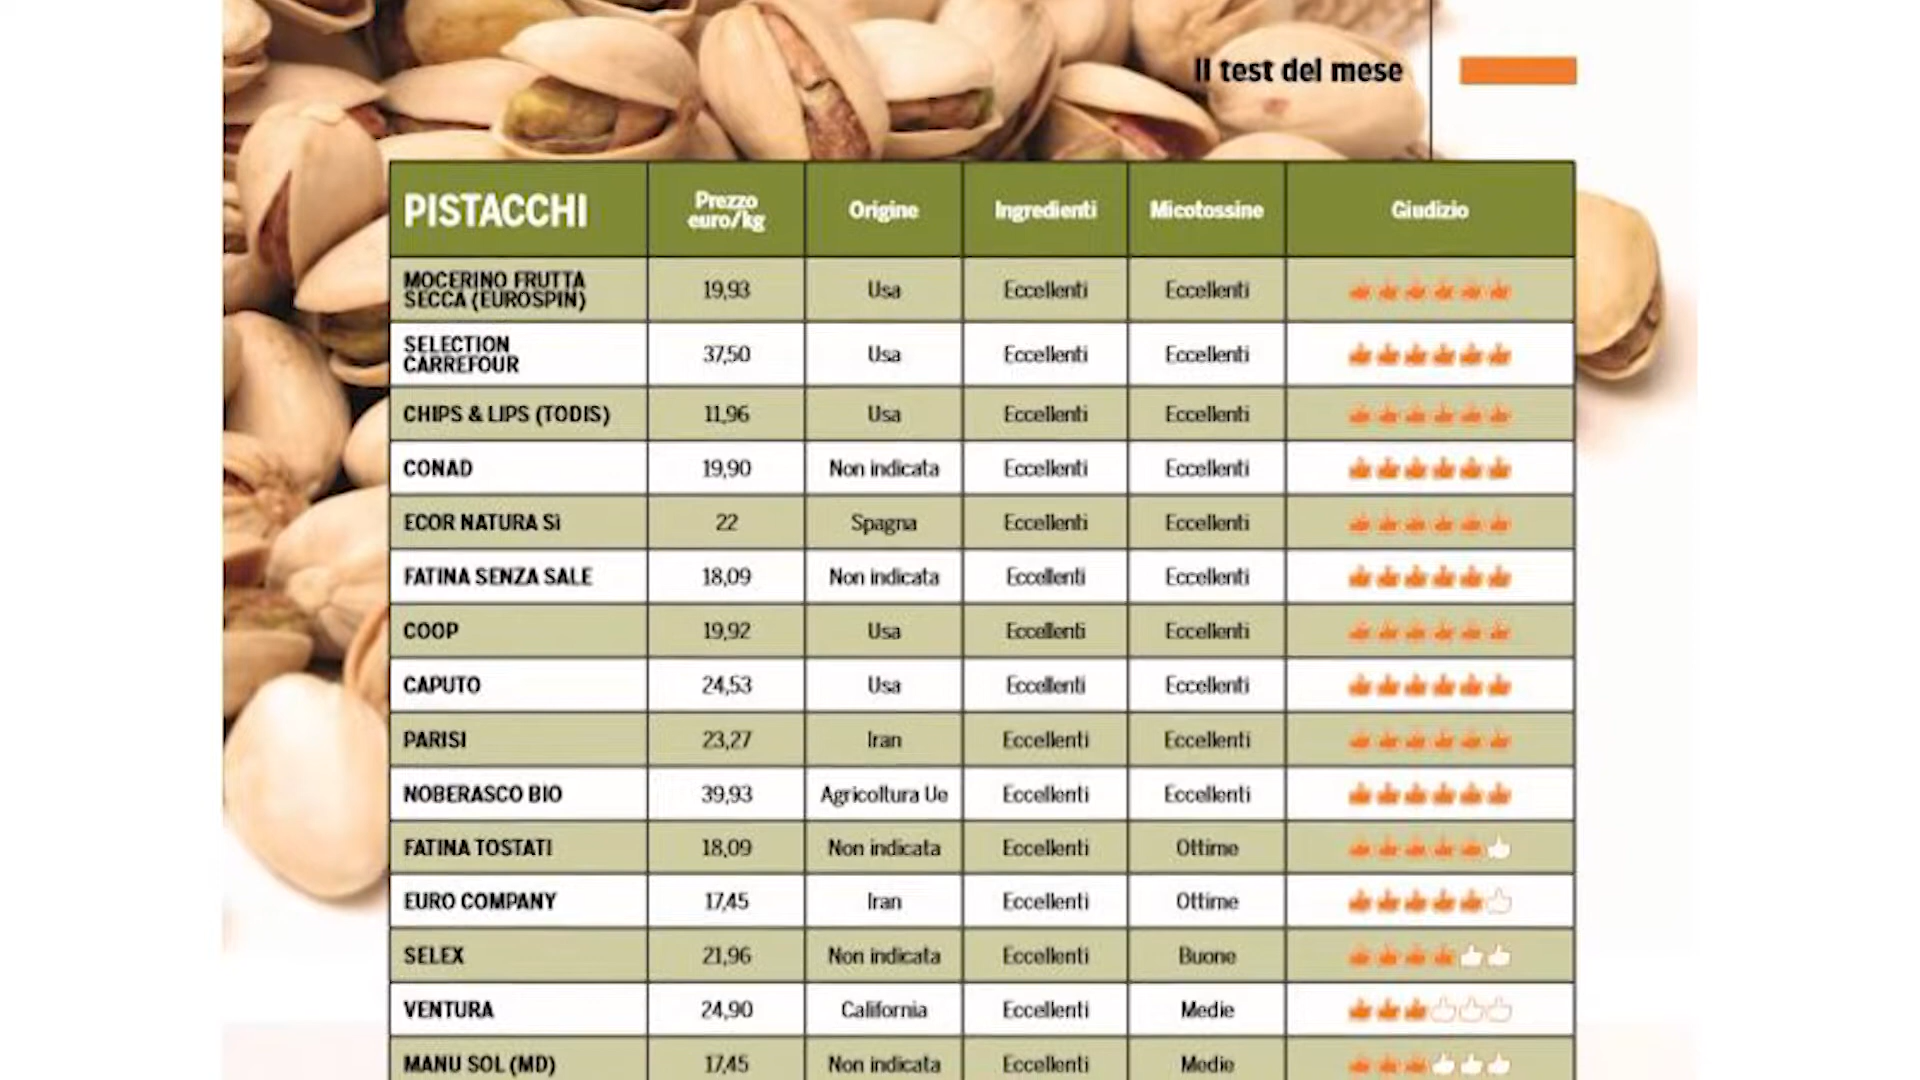 Il test del mese
PISTACCHI Prezzo euro/kg Origine Ingredienti Micotossine Giudizio
MOCERINO FRUTTA SECCA (EUROSPIN) 19,93 Usa Eccellenti Eccellenti
SELECTION CARREFOUR 37,50 Usa Eccellenti Eccellenti
CHIPS & LIPS (TODIS) 11,96 Usa Eccellenti Eccellenti
CONAD 19,90 Non indicata Eccellenti Eccellenti
ECOR NATURA Sì 22 Spagna Eccellenti Eccellenti
FATINA SENZA SALE 18,09 Non indicata Eccellenti Eccellenti
COOP 19,92 Usa Eccellenti Eccellenti
CAPUTO 24,53 Usa Eccellenti Eccellenti
PARISI 23,27 Iran Eccellenti Eccellenti
NOBERASCO BIO 39,93 Agricoltura Ue Eccellenti Eccellenti
FATINA TOSTATI 18,09 Non indicata Eccellenti Ottime
EURO COMPANY 17,45 Iran Eccellenti Ottime
SELEX 21,96 Non indicata Eccellenti Buone
VENTURA 24,90 California Eccellenti Medie
MANU SOL (MD) 17,45 Non indicata Eccellenti Medie